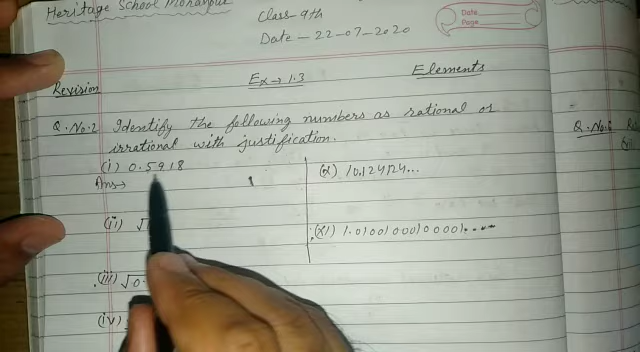 Heritage School
Class-9th
Date - 22-07-2020
Date
Page
Revision
Ex→1.3
Elements
Q.No.2 Identify the following numbers as rational or
irrational with justification.
(i) 0.5918
Ans→
(x) 10.124124...
(ii) √
(xi) 1.010010001000001....
(iii) √0.
(iv)
Q.No.